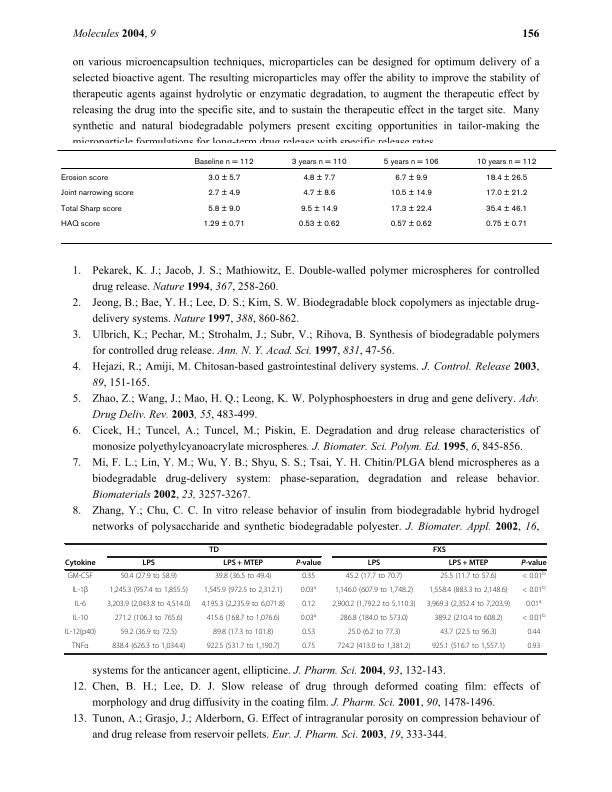 Molecules 2004, 9 156
on various microencapsultion techniques, microparticles can be designed for optimum delivery of a
selected bioactive agent. The resulting microparticles may offer the ability to improve the stability of
therapeutic agents against hydrolytic or enzymatic degradation, to augment the therapeutic effect by
releasing the drug into the specific site, and to sustain the therapeutic effect in the target site. Many
synthetic and natural biodegradable polymers present exciting opportunities in tailor-making the
microparticle formulations for long-term drug release with specific release rates.
Baseline n = 112 3 years n = 110 5 years n = 106 10 years n = 112
Erosion score 3.0 ± 5.7 4.8 ± 7.7 6.7 ± 9.9 18.4 ± 26.5
Joint narrowing score 2.7 ± 4.9 4.7 ± 8.6 10.5 ± 14.9 17.0 ± 21.2
Total Sharp score 5.8 ± 9.0 9.5 ± 14.9 17.3 ± 22.4 35.4 ± 46.1
HAQ score 1.29 ± 0.71 0.53 ± 0.62 0.57 ± 0.62 0.75 ± 0.71
1. Pekarek, K. J.; Jacob, J. S.; Mathiowitz, E. Double-walled polymer microspheres for controlled
drug release. Nature 1994, 367, 258-260.
2. Jeong, B.; Bae, Y. H.; Lee, D. S.; Kim, S. W. Biodegradable block copolymers as injectable drug-
delivery systems. Nature 1997, 388, 860-862.
3. Ulbrich, K.; Pechar, M.; Strohalm, J.; Subr, V.; Rihova, B. Synthesis of biodegradable polymers
for controlled drug release. Ann. N. Y. Acad. Sci. 1997, 831, 47-56.
4. Hejazi, R.; Amiji, M. Chitosan-based gastrointestinal delivery systems. J. Control. Release 2003,
89, 151-165.
5. Zhao, Z.; Wang, J.; Mao, H. Q.; Leong, K. W. Polyphosphoesters in drug and gene delivery. Adv.
Drug Deliv. Rev. 2003, 55, 483-499.
6. Cicek, H.; Tuncel, A.; Tuncel, M.; Piskin, E. Degradation and drug release characteristics of
monosize polyethylcyanoacrylate microspheres. J. Biomater. Sci. Polym. Ed. 1995, 6, 845-856.
7. Mi, F. L.; Lin, Y. M.; Wu, Y. B.; Shyu, S. S.; Tsai, Y. H. Chitin/PLGA blend microspheres as a
biodegradable drug-delivery system: phase-separation, degradation and release behavior.
Biomaterials 2002, 23, 3257-3267.
8. Zhang, Y.; Chu, C. C. In vitro release behavior of insulin from biodegradable hybrid hydrogel
networks of polysaccharide and synthetic biodegradable polyester. J. Biomater. Appl. 2002, 16,
TD FXS
Cytokine LPS LPS + MTEP P-value LPS LPS + MTEP P-value
GM-CSF 50.4 (27.9 to 58.9) 39.8 (36.5 to 49.4) 0.35 45.2 (17.7 to 70.7) 25.5 (11.7 to 57.6) < 0.01b
IL-1β 1,245.3 (957.4 to 1,855.5) 1,545.9 (972.5 to 2,312.1) 0.03a 1,146.0 (607.9 to 1,748.2) 1,558.4 (883.3 to 2,148.6) < 0.01b
IL-6 3,203.9 (2,043.8 to 4,514.0) 4,195.3 (2,235.9 to 6,071.8) 0.12 2,900.2 (1,792.2 to 5,110.3) 3,969.3 (2,352.4 to 7,203.9) 0.01a
IL-10 271.2 (106.3 to 765.6) 415.6 (168.7 to 1,076.6) 0.03a 286.8 (184.0 to 573.0) 389.2 (210.4 to 608.2) < 0.01b
IL-12(p40) 59.2 (36.9 to 72.5) 89.8 (17.3 to 101.8) 0.53 25.0 (6.2 to 77.3) 43.7 (22.5 to 96.3) 0.44
TNFα 838.4 (626.3 to 1,034.4) 922.5 (531.7 to 1,190.7) 0.75 724.2 (413.0 to 1,381.2) 925.1 (516.7 to 1,557.1) 0.93
systems for the anticancer agent, ellipticine. J. Pharm. Sci. 2004, 93, 132-143.
12. Chen, B. H.; Lee, D. J. Slow release of drug through deformed coating film: effects of
morphology and drug diffusivity in the coating film. J. Pharm. Sci. 2001, 90, 1478-1496.
13. Tunon, A.; Grasjo, J.; Alderborn, G. Effect of intragranular porosity on compression behaviour of
and drug release from reservoir pellets. Eur. J. Pharm. Sci. 2003, 19, 333-344.